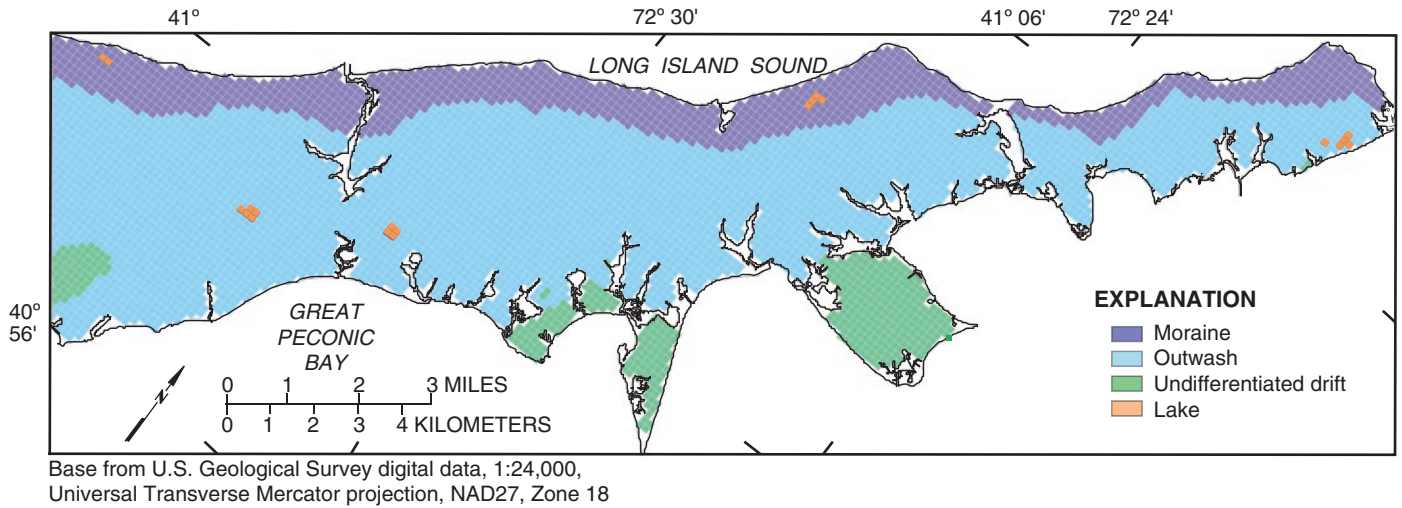 41°
72° 30'
41° 06'
72° 24'
LONG ISLAND SOUND
40°
56'
GREAT
PECONIC
BAY
N
0 1 2 3 MILES
0 1 2 3 4 KILOMETERS
EXPLANATION
Moraine
Outwash
Undifferentiated drift
Lake
Base from U.S. Geological Survey digital data, 1:24,000,
Universal Transverse Mercator projection, NAD27, Zone 18